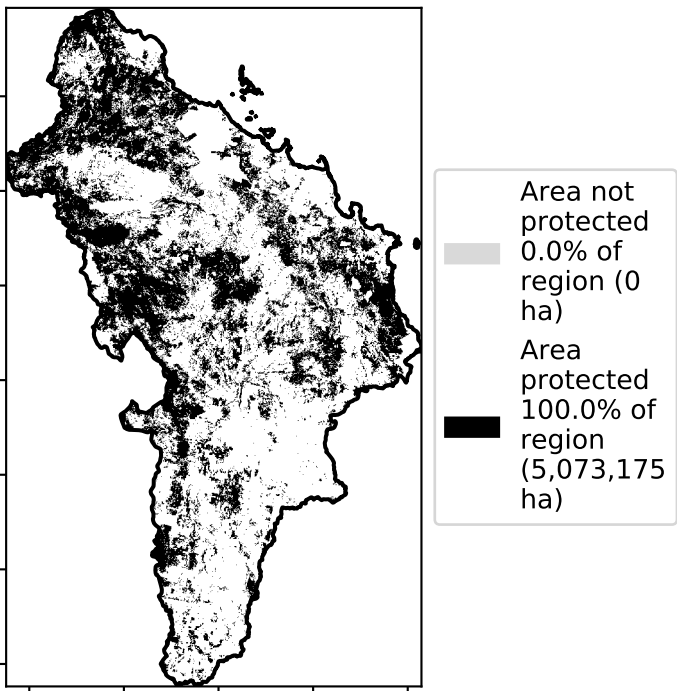 Area not
protected
0.0% of
region (0
ha)
Area
protected
100.0% of
region
(5,073,175
ha)